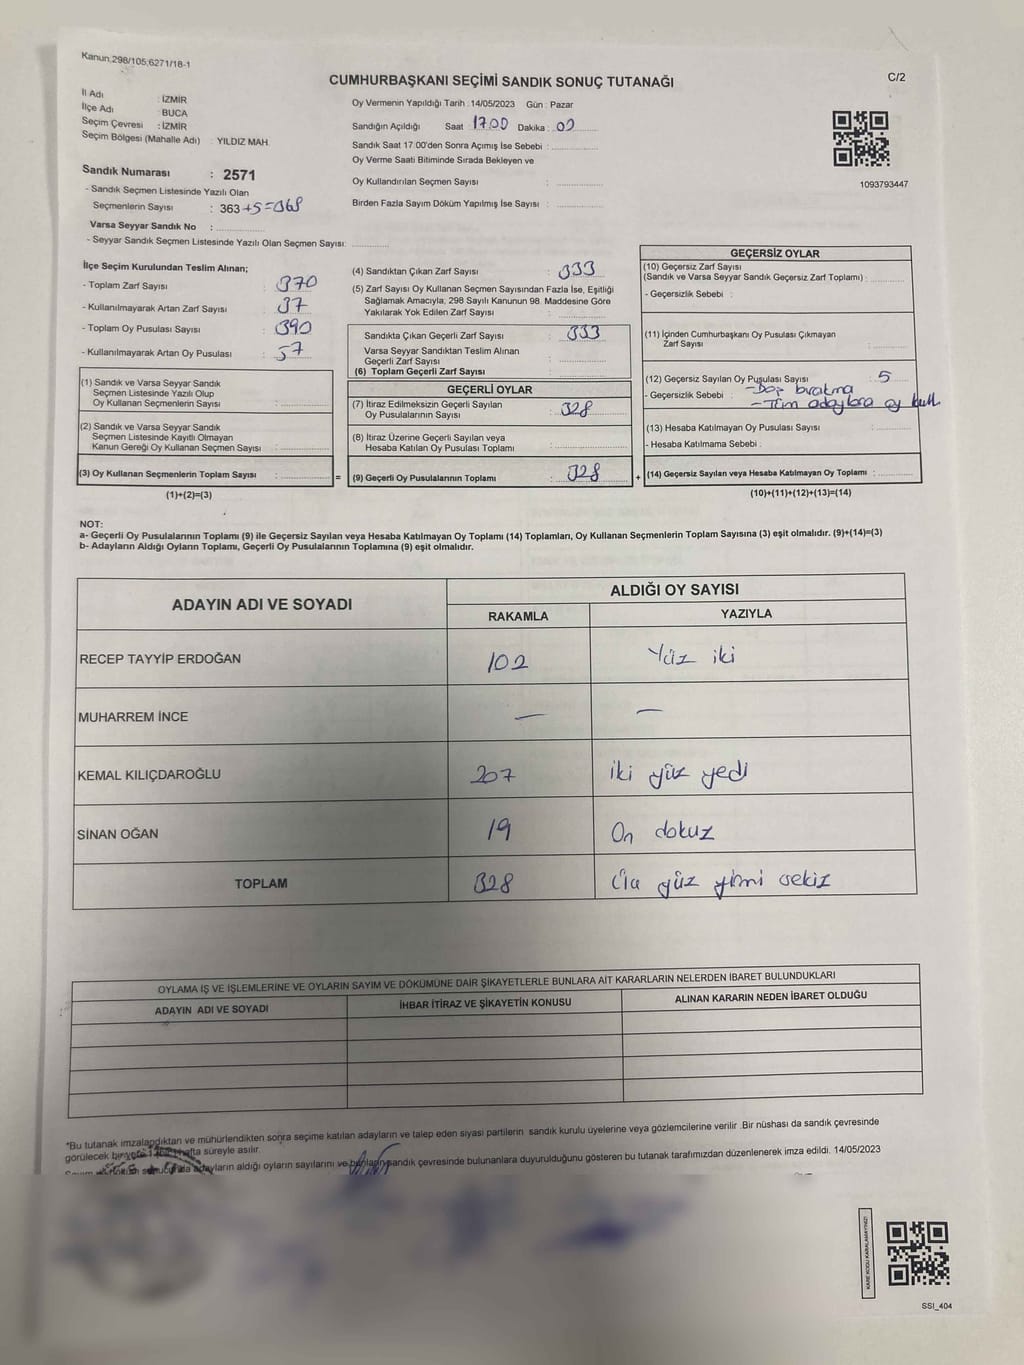 Kanun,298/105;6271/18-1
CUMHURBAŞKANI SEÇİMİ SANDIK SONUÇ TUTANAĞI
C/2
İl Adı : İZMİR
İlçe Adı : BUCA
Seçim Çevresi : İZMİR
Seçim Bölgesi (Mahalle Adı) : YILDIZ MAH.
Oy Vermenin Yapıldığı Tarih : 14/05/2023 Gün : Pazar
Sandığın Açıldığı Saat : 17.00 Dakika : 00
Sandık Saat 17.00'den Sonra Açımış İse Sebebi :
Oy Verme Saati Bitiminde Sırada Bekleyen ve
Oy Kullandırılan Seçmen Sayısı :
Birden Fazla Sayım Döküm Yapılmış İse Sayısı :
1093793447
Sandık Numarası : 2571
- Sandık Seçmen Listesinde Yazılı Olan
Seçmenlerin Sayısı : 363 +5=368
Varsa Seyyar Sandık No :
- Seyyar Sandık Seçmen Listesinde Yazılı Olan Seçmen Sayısı:
İlçe Seçim Kurulundan Teslim Alınan;
- Toplam Zarf Sayısı : 370
- Kullanılmayarak Artan Zarf Sayısı : 37
- Toplam Oy Pusulası Sayısı : 390
- Kullanılmayarak Artan Oy Pusulası : 57
(1) Sandık ve Varsa Seyyar Sandık
Seçmen Listesinde Yazılı Olup
Oy Kullanan Seçmenlerin Sayısı :
(2) Sandık ve Varsa Seyyar Sandık
Seçmen Listesinde Kayıtlı Olmayan
Kanun Gereği Oy Kullanan Seçmen Sayısı :
(3) Oy Kullanan Seçmenlerin Toplam Sayısı : =
(1)+(2)=(3)
(4) Sandıktan Çıkan Zarf Sayısı : 333
(5) Zarf Sayısı Oy Kullanan Seçmen Sayısından Fazla İse, Eşitliği
Sağlamak Amacıyla, 298 Sayılı Kanunun 98. Maddesine Göre
Yakılarak Yok Edilen Zarf Sayısı :
Sandıkta Çıkan Geçerli Zarf Sayısı : 333
Varsa Seyyar Sandıktan Teslim Alınan
Geçerli Zarf Sayısı :
(6) Toplam Geçerli Zarf Sayısı :
GEÇERLİ OYLAR
(7) İtiraz Edilmeksizin Geçerli Sayılan
Oy Pusulalarının Sayısı : 328
(8) İtiraz Üzerine Geçerli Sayılan veya
Hesaba Katılan Oy Pusulası Toplamı :
(9) Geçerli Oy Pusulalarının Toplamı : 328 +
GEÇERSİZ OYLAR
(10) Geçersiz Zarf Sayısı
(Sandık ve Varsa Seyyar Sandık Geçersiz Zarf Toplamı) :
- Geçersizlik Sebebi :
(11) İçinden Cumhurbaşkanı Oy Pusulası Çıkmayan
Zarf Sayısı :
(12) Geçersiz Sayılan Oy Pusulası Sayısı : 5
- Geçersizlik Sebebi : bırakma
- Tüm adaylara oy kull.
(13) Hesaba Katılmayan Oy Pusulası Sayısı :
- Hesaba Katılmama Sebebi :
(14) Geçersiz Sayılan veya Hesaba Katılmayan Oy Toplamı :
(10)+(11)+(12)+(13)=(14)
NOT:
a- Geçerli Oy Pusulalarının Toplamı (9) ile Geçersiz Sayılan veya Hesaba Katılmayan Oy Toplamı (14) Toplamları, Oy Kullanan Seçmenlerin Toplam Sayısına (3) eşit olmalıdır. (9)+(14)=(3)
b- Adayların Aldığı Oyların Toplamı, Geçerli Oy Pusulalarının Toplamına (9) eşit olmalıdır.
ADAYIN ADI VE SOYADI
ALDIĞI OY SAYISI
RAKAMLA YAZIYLA
RECEP TAYYİP ERDOĞAN 102 Yüz iki
MUHARREM İNCE — —
KEMAL KILIÇDAROĞLU 207 iki yüz yedi
SİNAN OĞAN 19 On dokuz
TOPLAM 328 yüz yirmi sekiz
OYLAMA İŞ VE İŞLEMLERİNE VE OYLARIN SAYIM VE DÖKÜMÜNE DAİR ŞİKAYETLERLE BUNLARA AİT KARARLARIN NELERDEN İBARET BULUNDUKLARI
ADAYIN ADI VE SOYADI İHBAR İTİRAZ VE ŞİKAYETİN KONUSU ALINAN KARARIN NEDEN İBARET OLDUĞU
*Bu tutanak imzalandıktan ve mühürlendikten sonra seçime katılan adayların ve talep eden siyasi partilerin sandık kurulu üyelerine veya gözlemcilerine verilir .Bir nüshası da sandık çevresinde
görülecek bir yere 1 hafta süreyle asılır.
adayların aldığı oyların sayılarını ve bunların sandık çevresinde bulunanlara duyurulduğunu gösteren bu tutanak tarafımızdan düzenlenerek imza edildi. 14/05/2023
KARE KODU KARALAMAYINIZ!
SSI_404